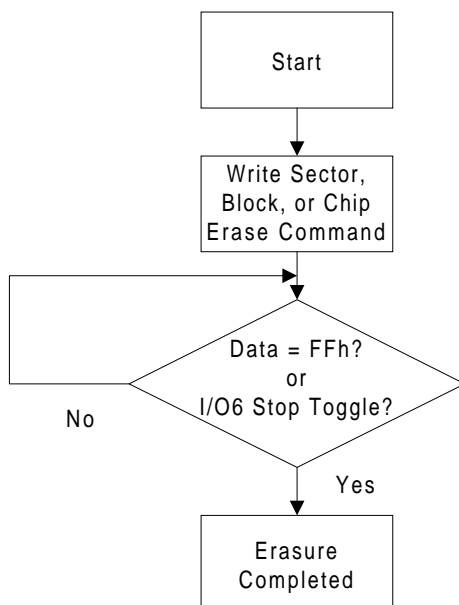 Start
Write Sector,
Block, or Chip
Erase Command
Data = FFh?
or
I/O6 Stop Toggle?
No
Yes
Erasure
Completed